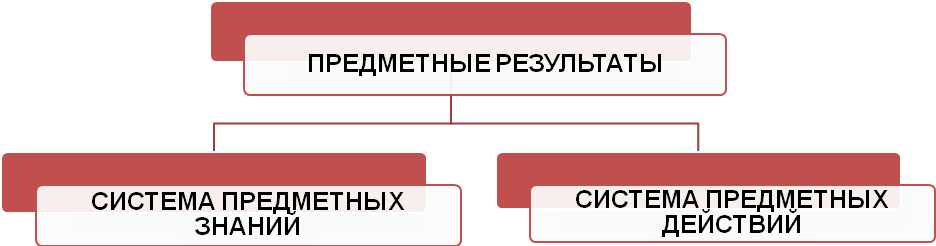 ПРЕДМЕТНЫЕ РЕЗУЛЬТАТЫ
СИСТЕМА ПРЕДМЕТНЫХ
ЗНАНИЙ
СИСТЕМА ПРЕДМЕТНЫХ
ДЕЙСТВИЙ